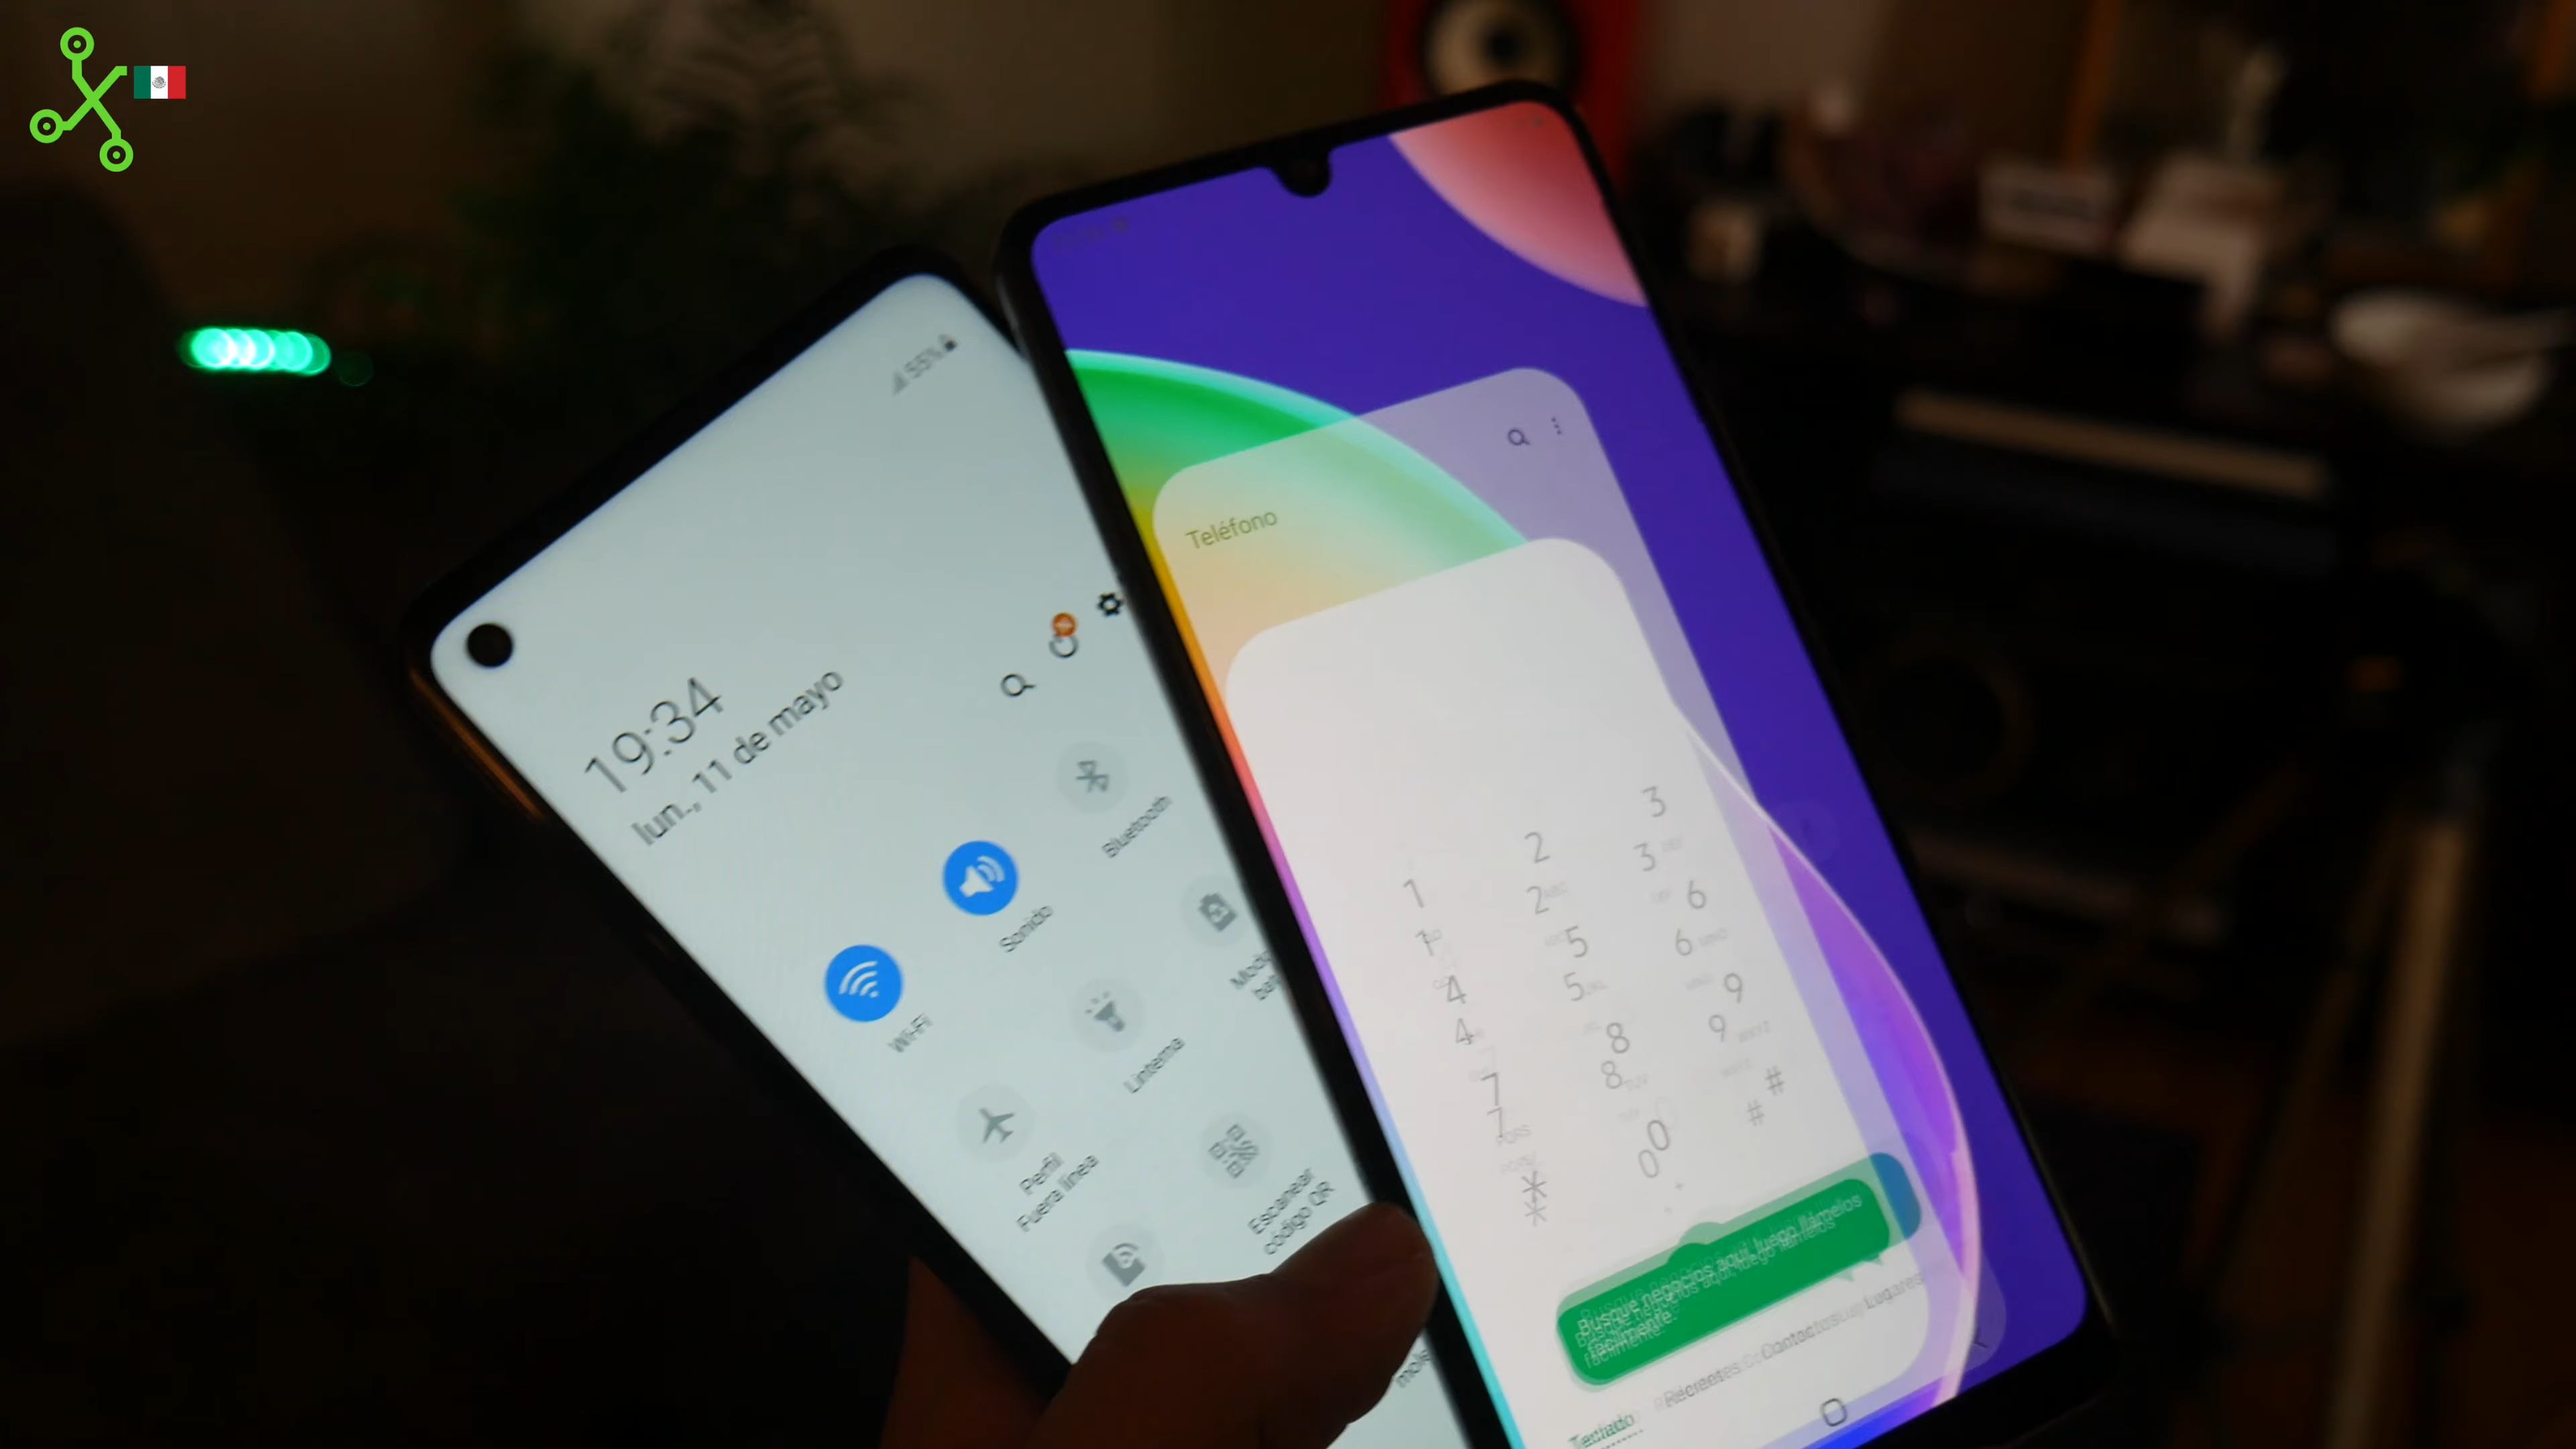 55%
19:34
lun., 11 de mayo
Bluetooth
Sonido
Wi-Fi
Linterna
Perfil
Fuera línea
Escanear
código QR
Teléfono
1 2 3
4 5 6
7 8 9
* 0 #
Busque negocios aquí, luego llámelos
fácilmente.
Teclado Recientes Contactos Lugares